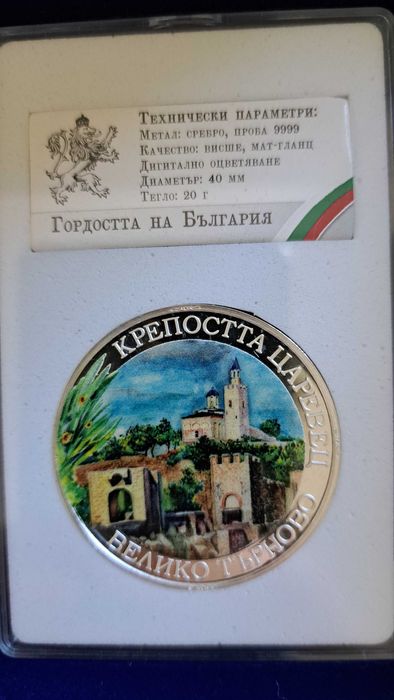 Технически параметри:
Метал: сребро, проба 9999
Качество: висше, мат-гланц
Дигитално оцветяване
Диаметър: 40 мм
Тегло: 20 г
Гордостта на България
КРЕПОСТТА ЦАРЕВЕЦ
ВЕЛИКО ТЪРНОВО